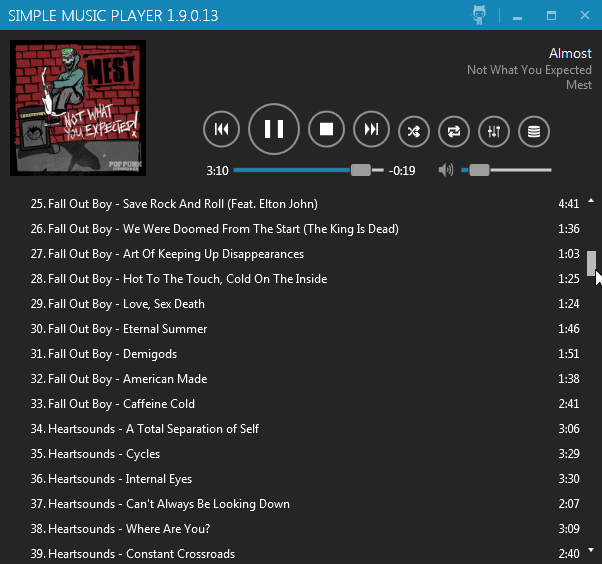 SIMPLE MUSIC PLAYER 1.9.0.13
MEST
NOT WHAT
YOU EXPECTED!
POP PUNK
Almost
Not What You Expected
Mest
3:10
-0:19
25. Fall Out Boy - Save Rock And Roll (Feat. Elton John) 4:41
26. Fall Out Boy - We Were Doomed From The Start (The King Is Dead) 1:36
27. Fall Out Boy - Art Of Keeping Up Disappearances 1:03
28. Fall Out Boy - Hot To The Touch, Cold On The Inside 1:25
29. Fall Out Boy - Love, Sex Death 1:24
30. Fall Out Boy - Eternal Summer 1:46
31. Fall Out Boy - Demigods 1:51
32. Fall Out Boy - American Made 1:38
33. Fall Out Boy - Caffeine Cold 2:41
34. Heartsounds - A Total Separation of Self 3:06
35. Heartsounds - Cycles 3:29
36. Heartsounds - Internal Eyes 3:30
37. Heartsounds - Can't Always Be Looking Down 2:07
38. Heartsounds - Where Are You? 3:09
39. Heartsounds - Constant Crossroads 2:40